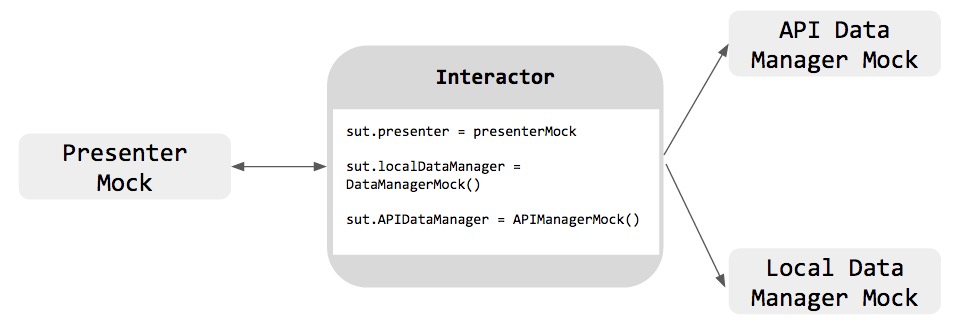 Presenter
Mock
Interactor
sut.presenter = presenterMock
sut.localDataManager =
DataManagerMock()
sut.APIDataManager = APIManagerMock()
API Data
Manager Mock
Local Data
Manager Mock